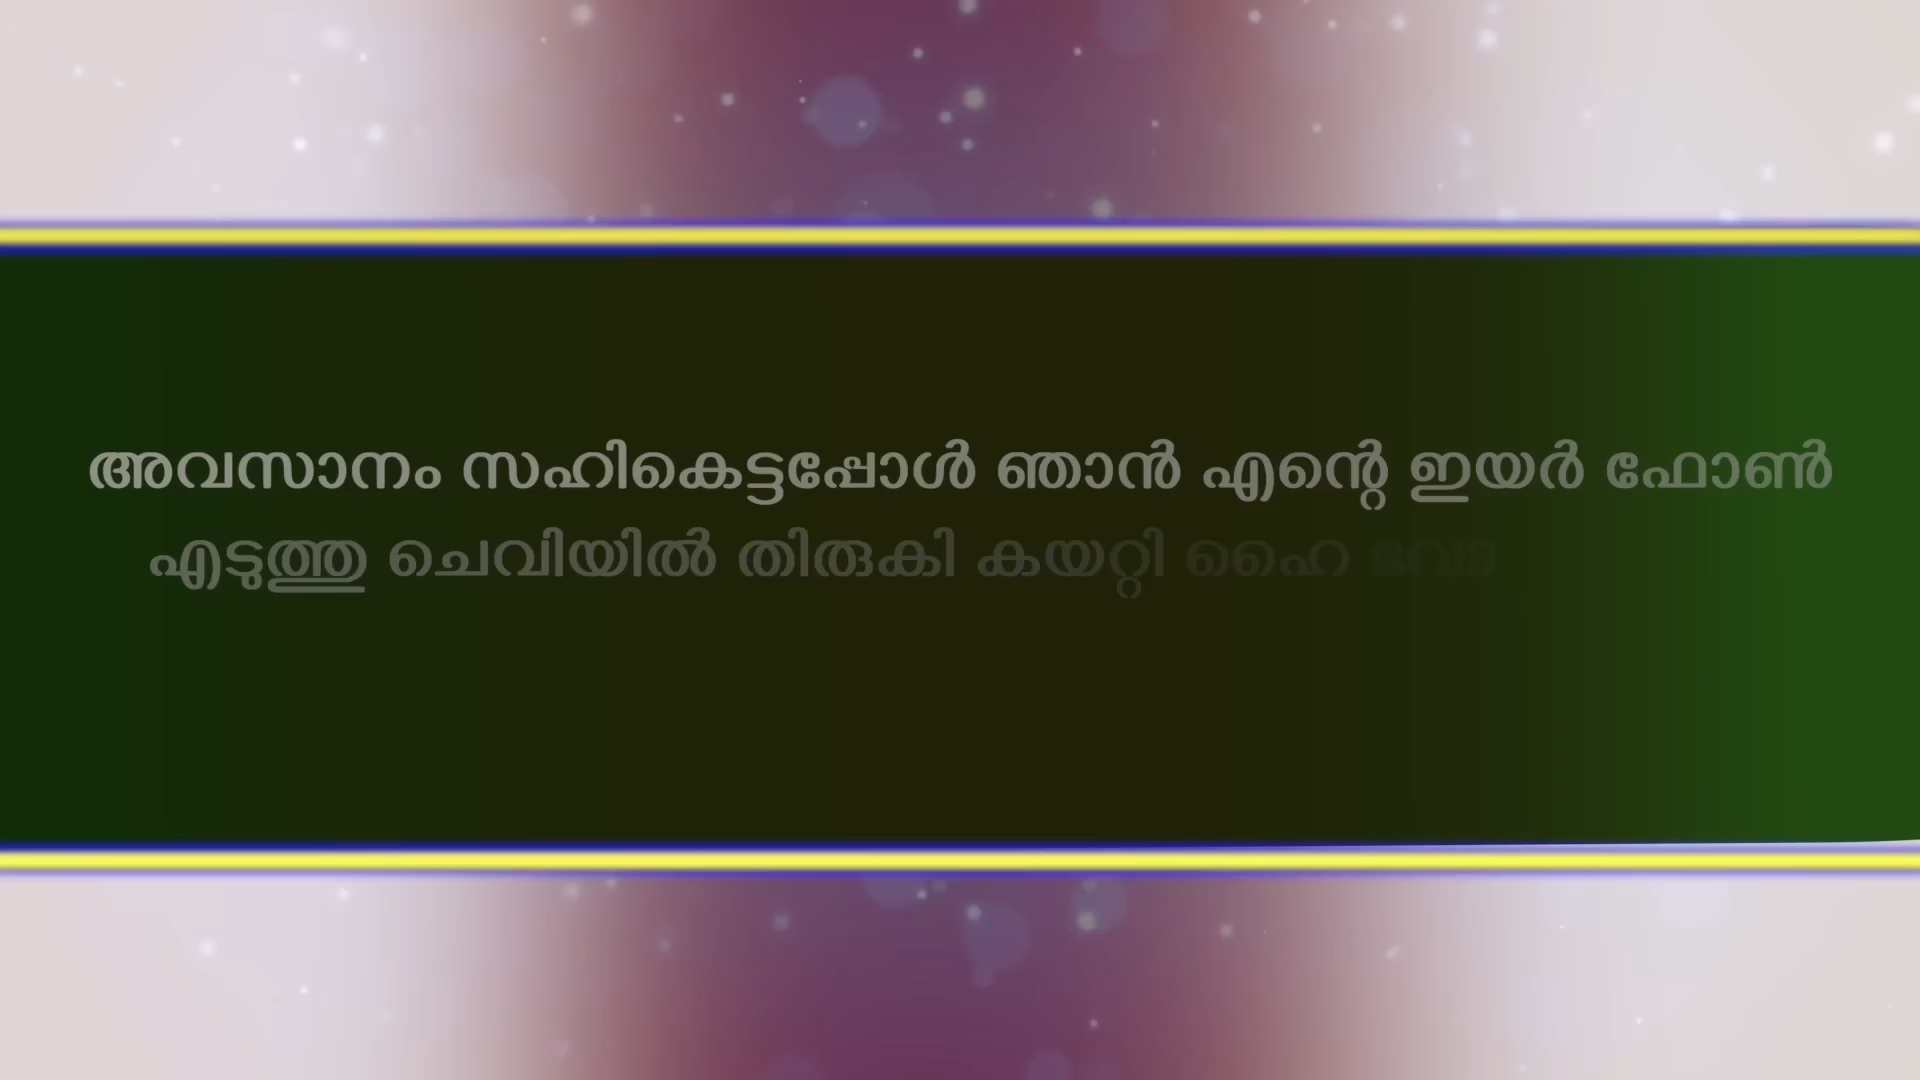 അവസാനം സഹികെട്ടപ്പോൾ ഞാൻ എന്റെ ഇയർ ഫോൺ
എടുത്തു ചെവിയിൽ തിരുകി കയറ്റി ഹൈ വോ